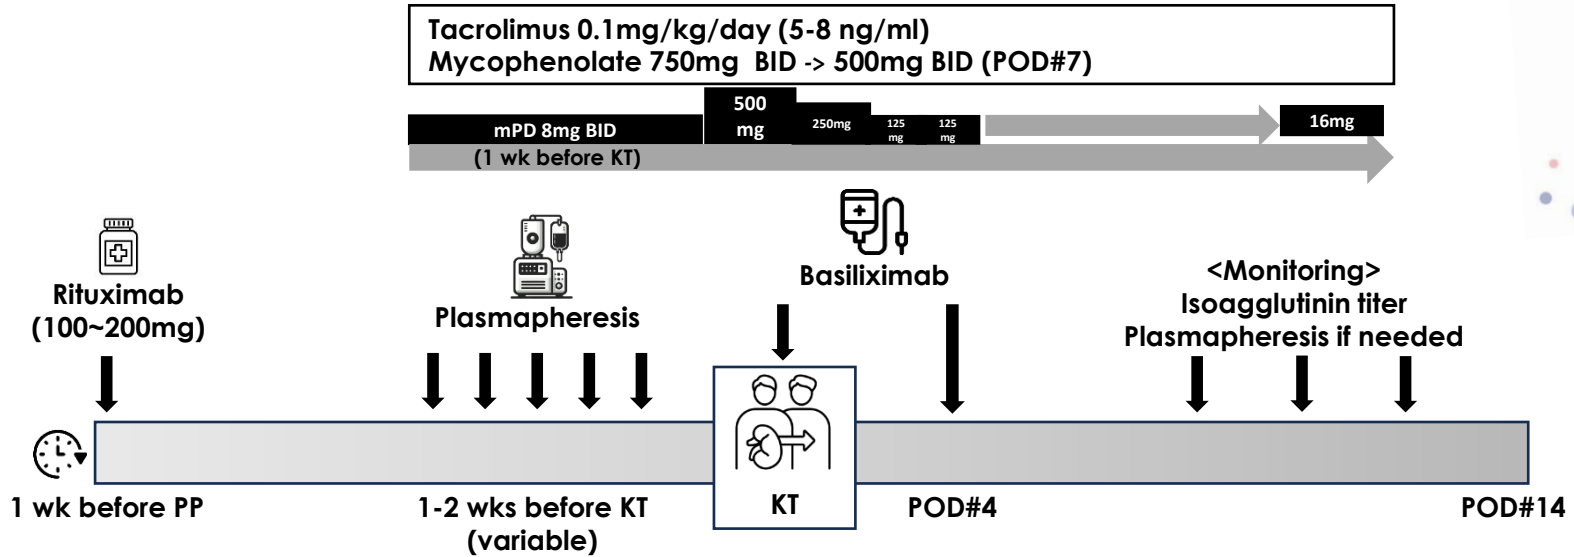 Tacrolimus 0.1mg/kg/day (5-8 ng/ml)
Mycophenolate 750mg  BID -> 500mg BID (POD#7)
mPD 8mg BID
(1 wk before KT)
500
mg
250mg
125
mg
125
mg
16mg
Rituximab
(100~200mg)
Plasmapheresis
Basiliximab
<Monitoring>
Isoagglutinin titer
Plasmapheresis if needed
1 wk before PP
1-2 wks before KT
(variable)
KT
POD#4
POD#14